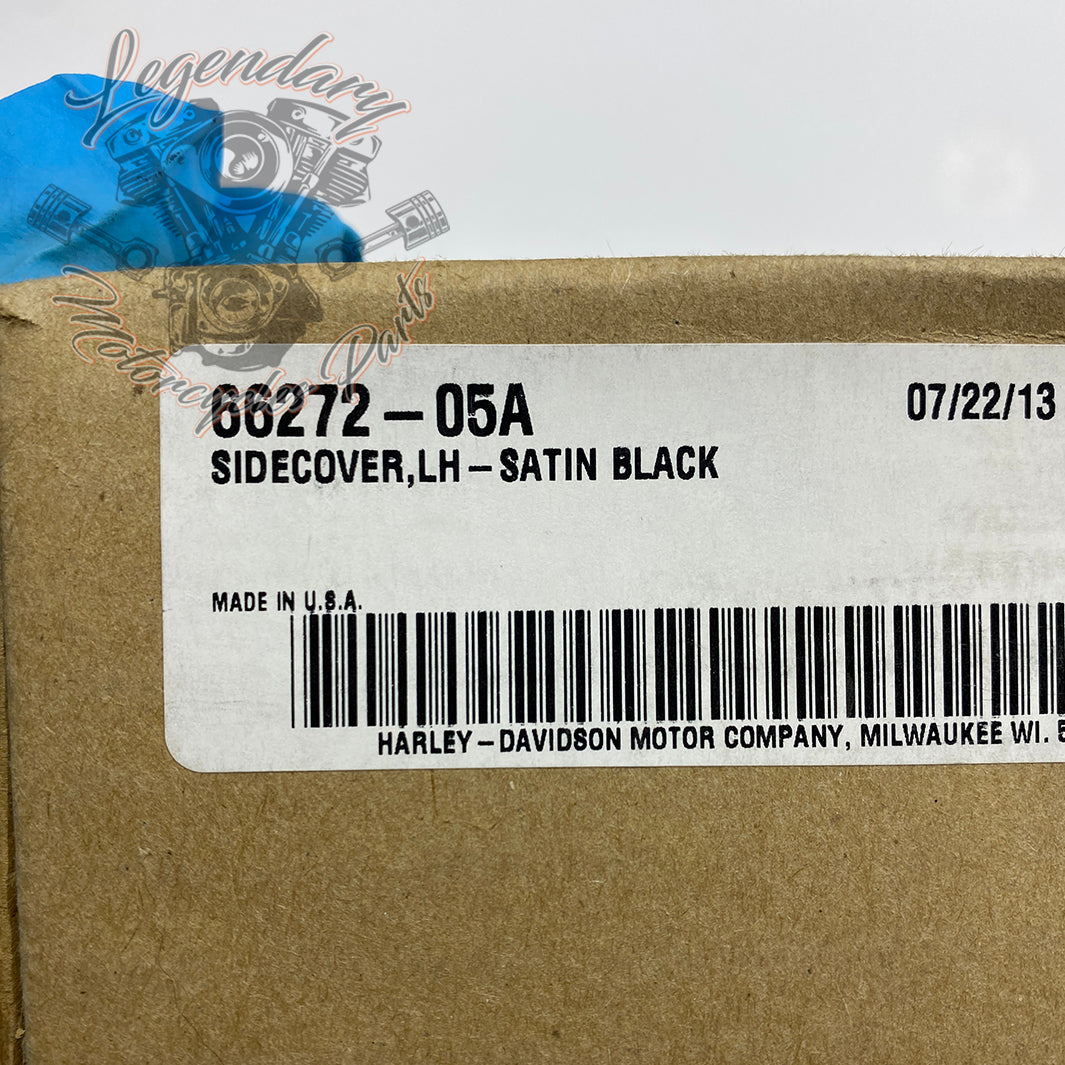 Legendary
Motorcycle Parts
66272-05A
07/22/13
SIDECOVER,LH-SATIN BLACK
MADE IN U.S.A.
HARLEY-DAVIDSON MOTOR COMPANY, MILWAUKEE WI.